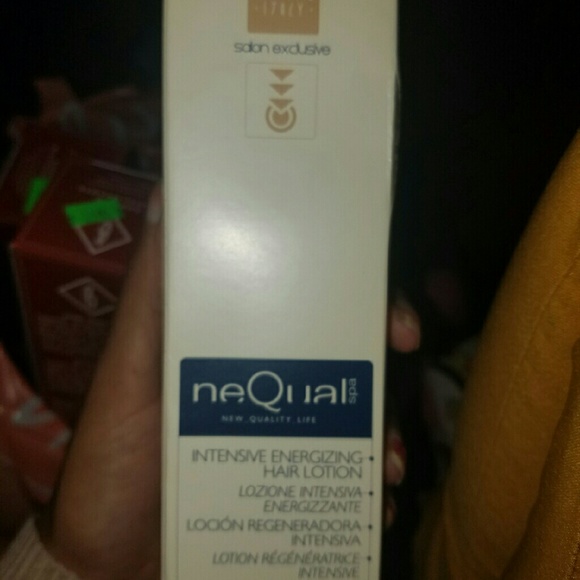 ITALY
salon exclusive
neQual spa
NEW QUALITY LIFE
INTENSIVE ENERGIZING
HAIR LOTION
LOZIONE INTENSIVA
ENERGIZZANTE
LOCIÓN REGENERADORA
INTENSIVA
LOTION RÉGÉNÉRATRICE
INTENSIVE